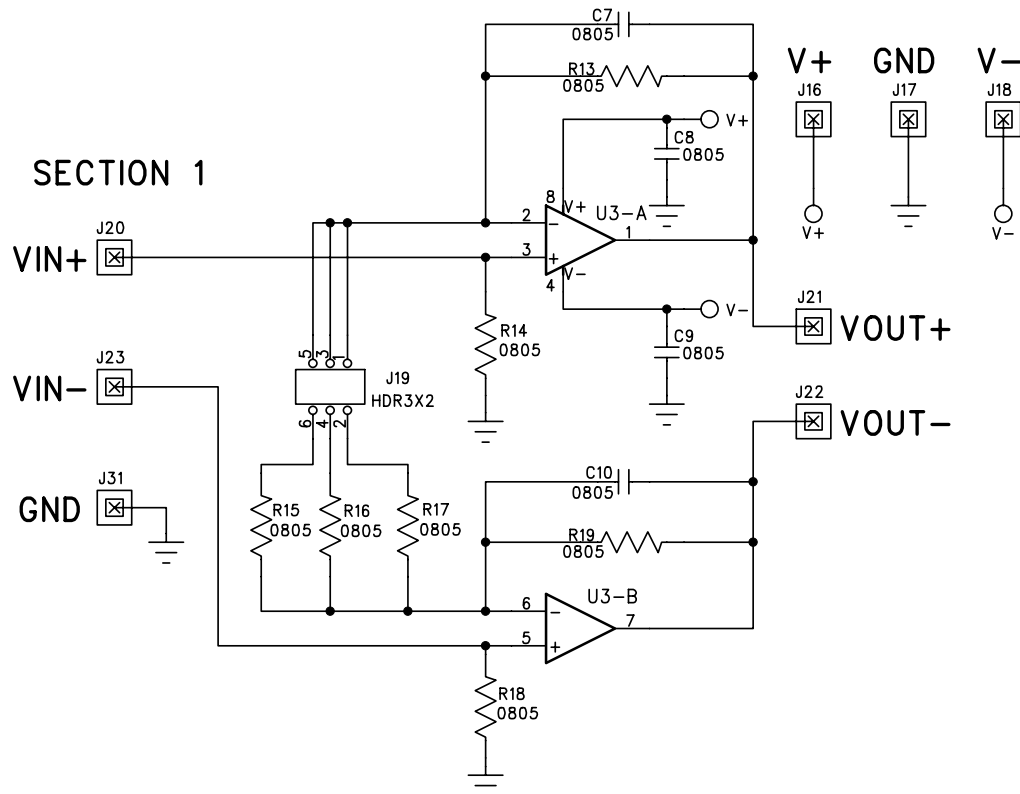 C7
0805
R13
0805
V+ GND V-
J16 J17 J18
C8
0805
V+
SECTION 1
8
V+
U3-A
2
-
1
3
+
V-
4
V+
V-
J20
VIN+
V-
C9
0805
J21
VOUT+
R14
0805
J23
VIN-
5 3 1
J19
HDR3X2
6 4 2
J22
VOUT-
J31
GND
C10
0805
R15
0805
R16
0805
R17
0805
R19
0805
U3-B
6
-
7
5
+
R18
0805